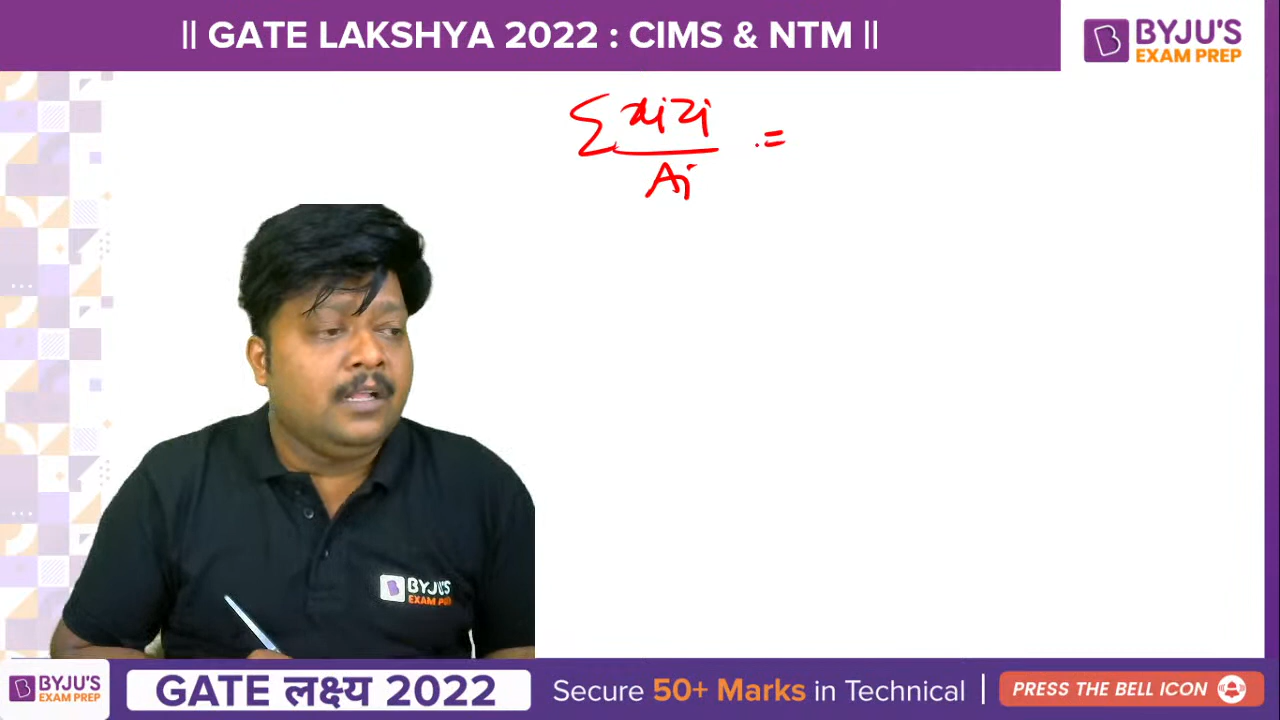 || GATE LAKSHYA 2022 : CIMS & NTM ||
BYJU'S
EXAM PREP
∑ xizi / Ai =
BYJU'S
EXAM PREP
BYJU'S
EXAM PREP
GATE लक्ष्य 2022
Secure 50+ Marks in Technical
PRESS THE BELL ICON